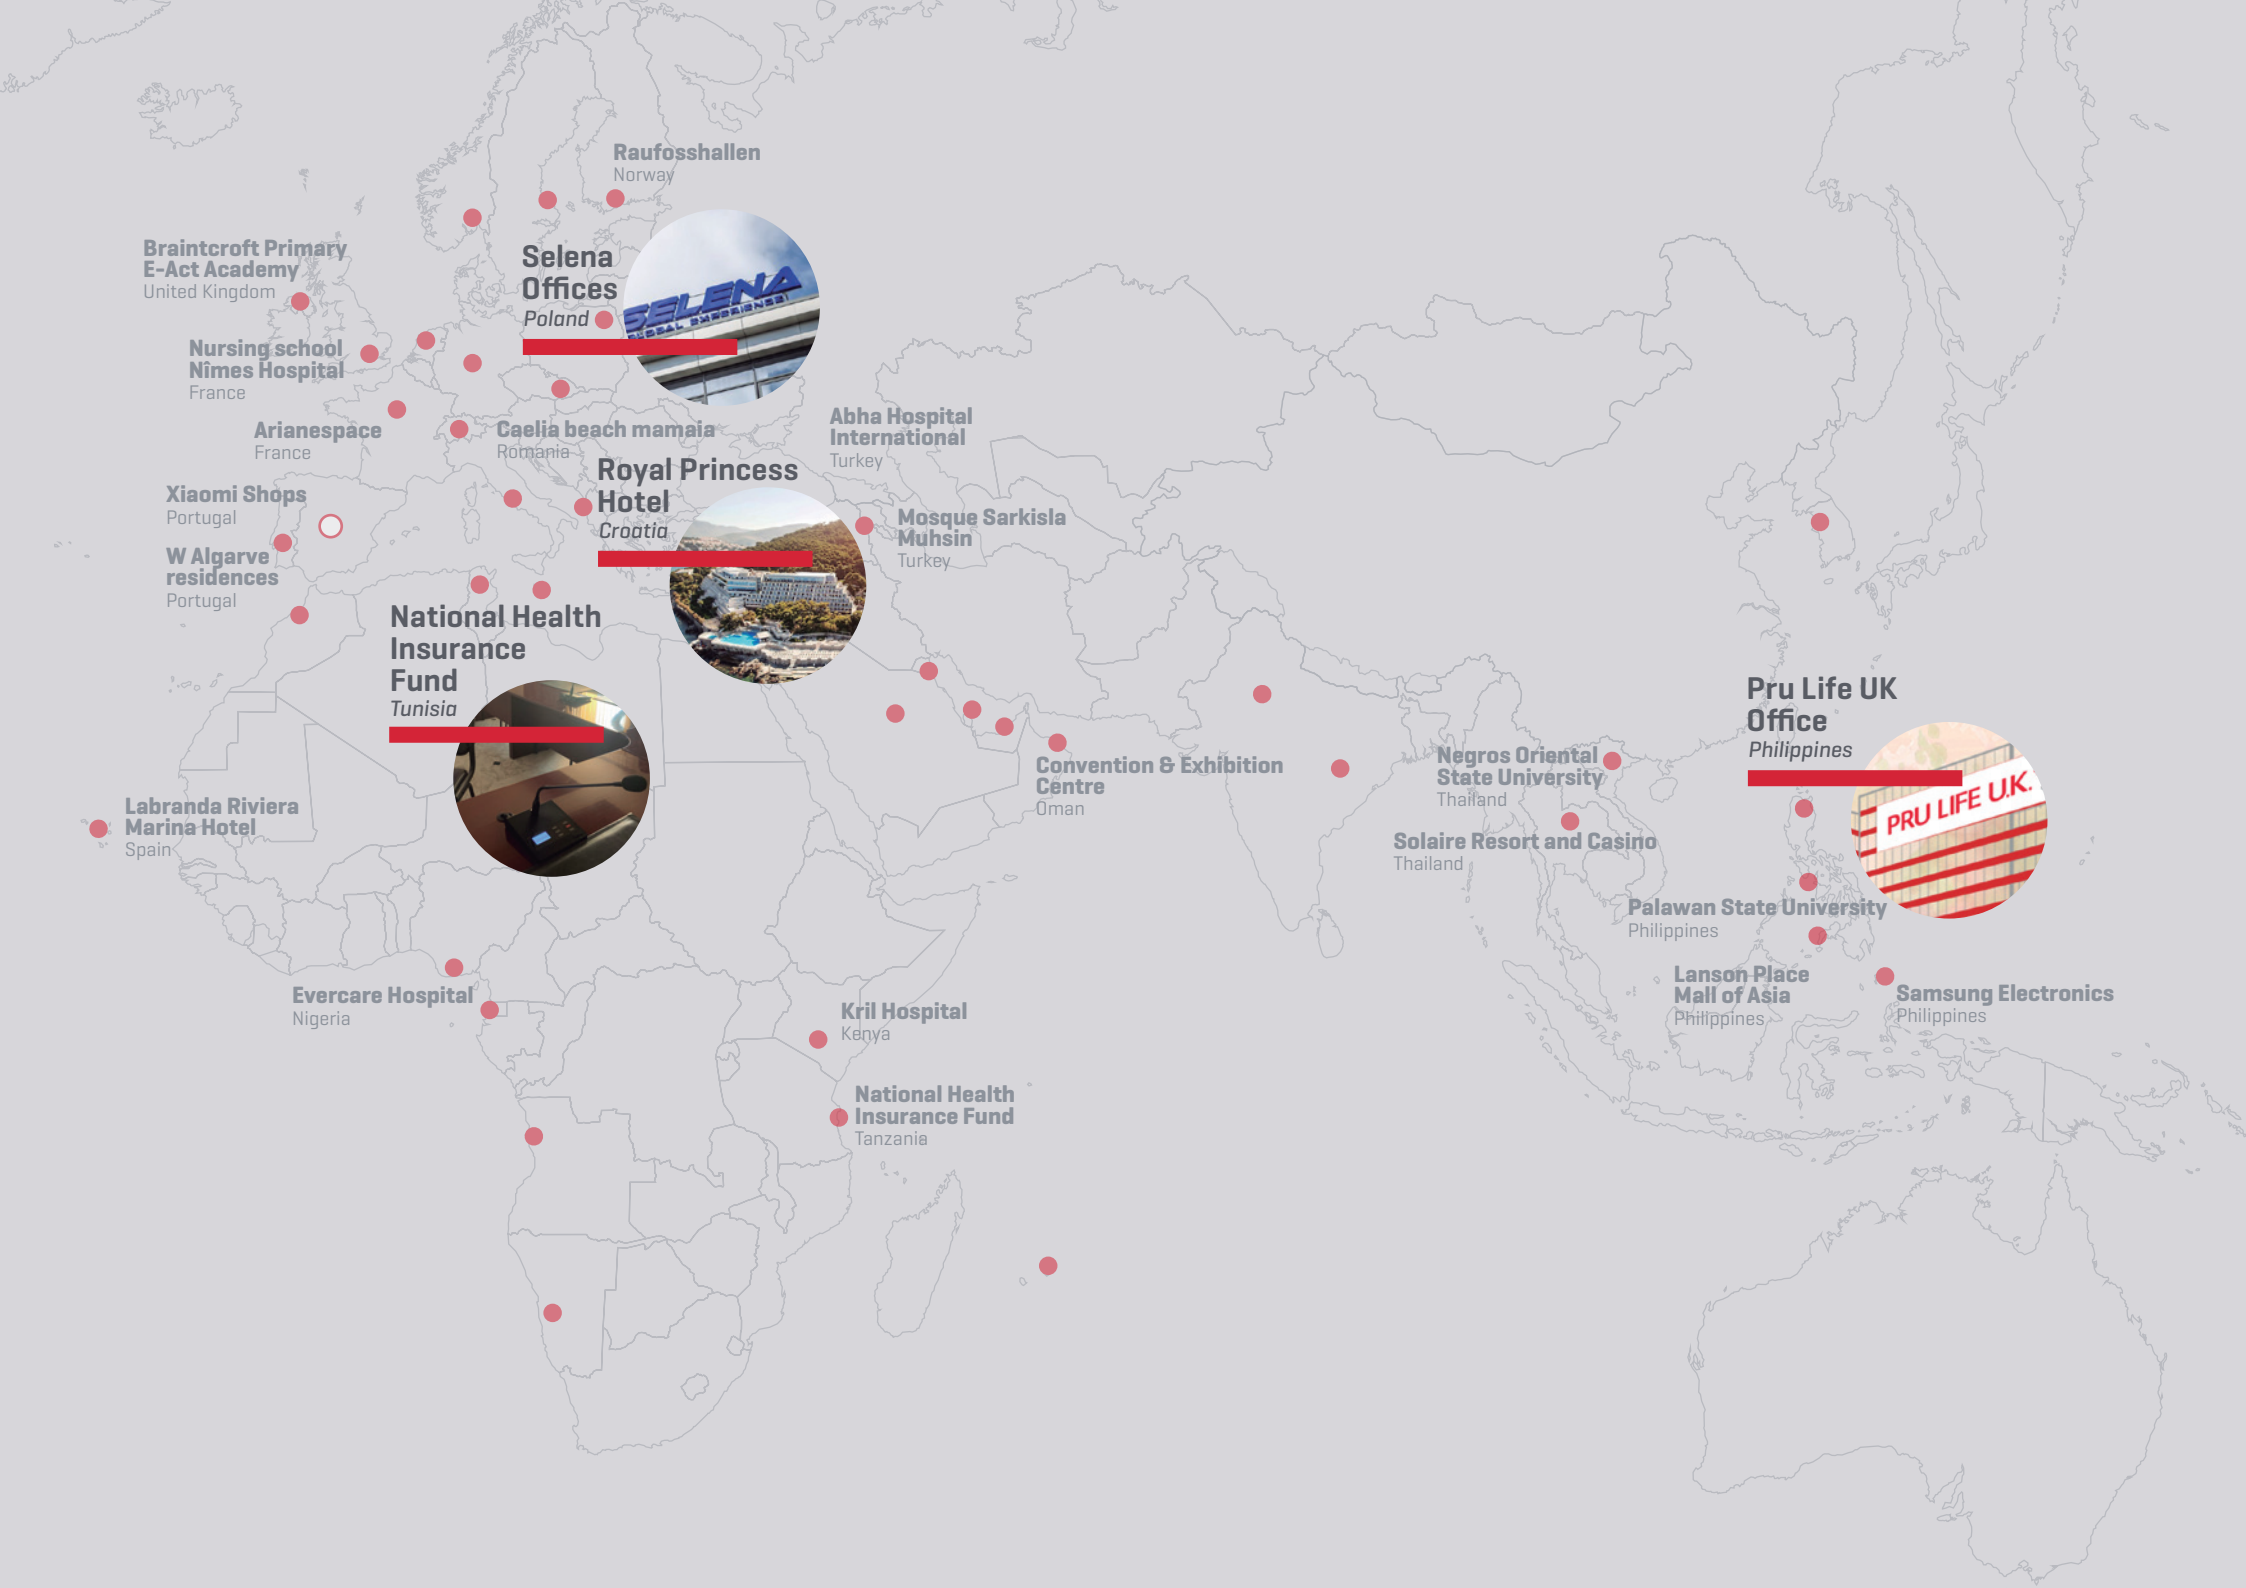 Raufosshallen
Norway
Braintcroft Primary
E-Act Academy
United Kingdom
Selena
Offices
Poland
SELENA
GLOBAL EXPERIENCE
Nursing school
Nîmes Hospital
France
Arianespace
France
Caelia beach mamaia
Romania
Abha Hospital
International
Turkey
Royal Princess
Hotel
Croatia
Xiaomi Shops
Portugal
W Algarve
residences
Portugal
Mosque Sarkisla
Muhsin
Turkey
National Health
Insurance
Fund
Tunisia
Pru Life UK
Office
Philippines
PRU LIFE U.K.
Convention & Exhibition
Centre
Oman
Negros Oriental
State University
Thailand
Solaire Resort and Casino
Thailand
Labranda Riviera
Marina Hotel
Spain
Palawan State University
Philippines
Lanson Place
Mall of Asia
Philippines
Samsung Electronics
Philippines
Evercare Hospital
Nigeria
Kril Hospital
Kenya
National Health
Insurance Fund
Tanzania